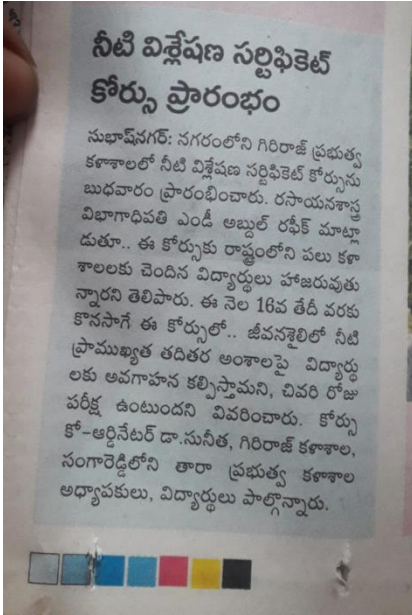 నీటి విశ్లేషణ సర్టిఫికెట్
కోర్సు ప్రారంభం
సుభాష్‌నగర్: నగరంలోని గిరిరాజ్ ప్రభుత్వ
కళాశాలలో నీటి విశ్లేషణ సర్టిఫికెట్ కోర్సును
బుధవారం ప్రారంభించారు. రసాయనశాస్త్ర
విభాగాధిపతి ఎండీ అబ్దుల్ రఫీక్ మాట్లా
డుతూ.. ఈ కోర్సుకు రాష్ట్రంలోని పలు కళా
శాలలకు చెందిన విద్యార్థులు హాజరువుతు
న్నారని తెలిపారు. ఈ నెల 16వ తేదీ వరకు
కొనసాగే ఈ కోర్సులో.. జీవనశైలిలో నీటి
ప్రాముఖ్యత తదితర అంశాలపై విద్యార్థు
లకు అవగాహన కల్పిస్తామని, చివరి రోజు
పరీక్ష ఉంటుందని వివరించారు. కోర్సు
కో-ఆర్డినేటర్ డా.సునీత, గిరిరాజ్ కళాశాల,
సంగారెడ్డిలోని తారా ప్రభుత్వ కళాశాల
అధ్యాపకులు, విద్యార్థులు పాల్గొన్నారు.